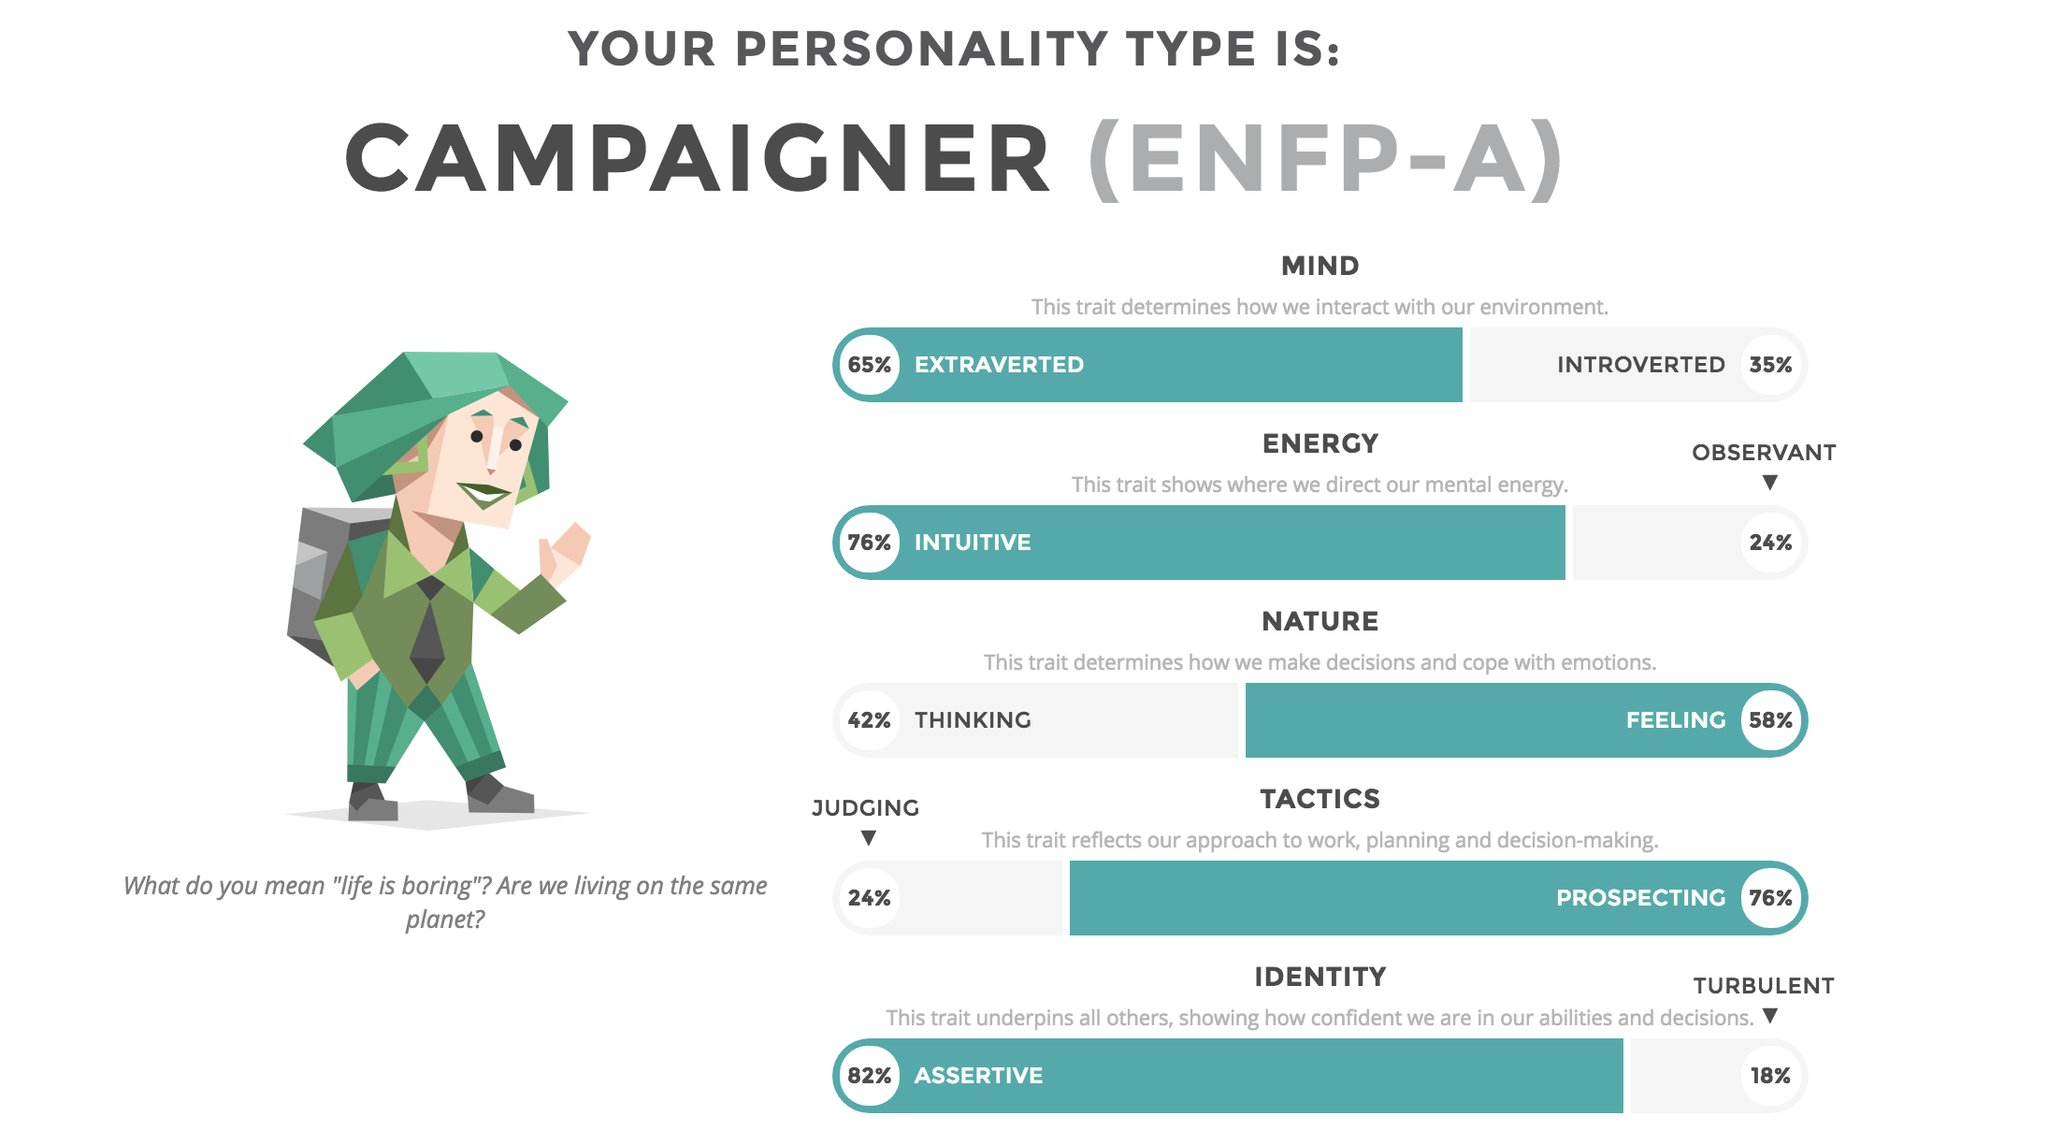 YOUR PERSONALITY TYPE IS:
CAMPAIGNER (ENFP-A)
MIND
This trait determines how we interact with our environment.
65% EXTRAVERTED INTROVERTED 35%
ENERGY
OBSERVANT
This trait shows where we direct our mental energy.
76% INTUITIVE 24%
NATURE
This trait determines how we make decisions and cope with emotions.
42% THINKING FEELING 58%
TACTICS
JUDGING
This trait reflects our approach to work, planning and decision-making.
24% PROSPECTING 76%
IDENTITY
TURBULENT
This trait underpins all others, showing how confident we are in our abilities and decisions.
82% ASSERTIVE 18%
What do you mean "life is boring"? Are we living on the same
planet?